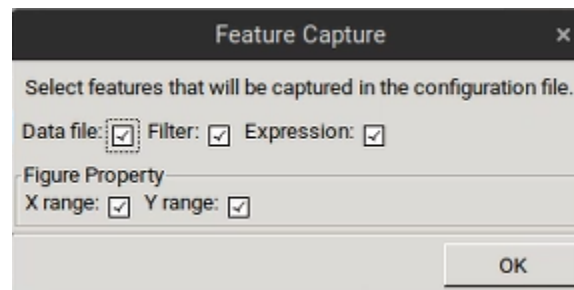 Feature Capture
Select features that will be captured in the configuration file.
Data file: Filter: Expression:
Figure Property
X range: Y range:
OK